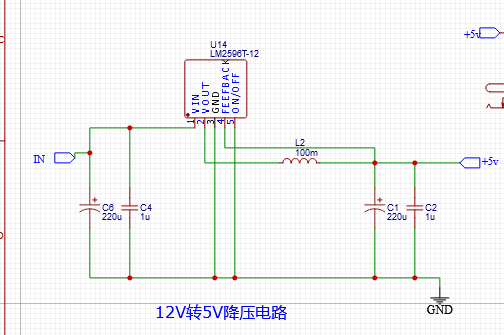 +5v
U14
LM2596T-12
VIN
VOUT
GND
FEEFBACK
ON/OFF
1 2 3 4 5
L2
100m
IN
+5v
C6
220u
C4
1u
C1
220u
C2
1u
GND
12V转5V降压电路